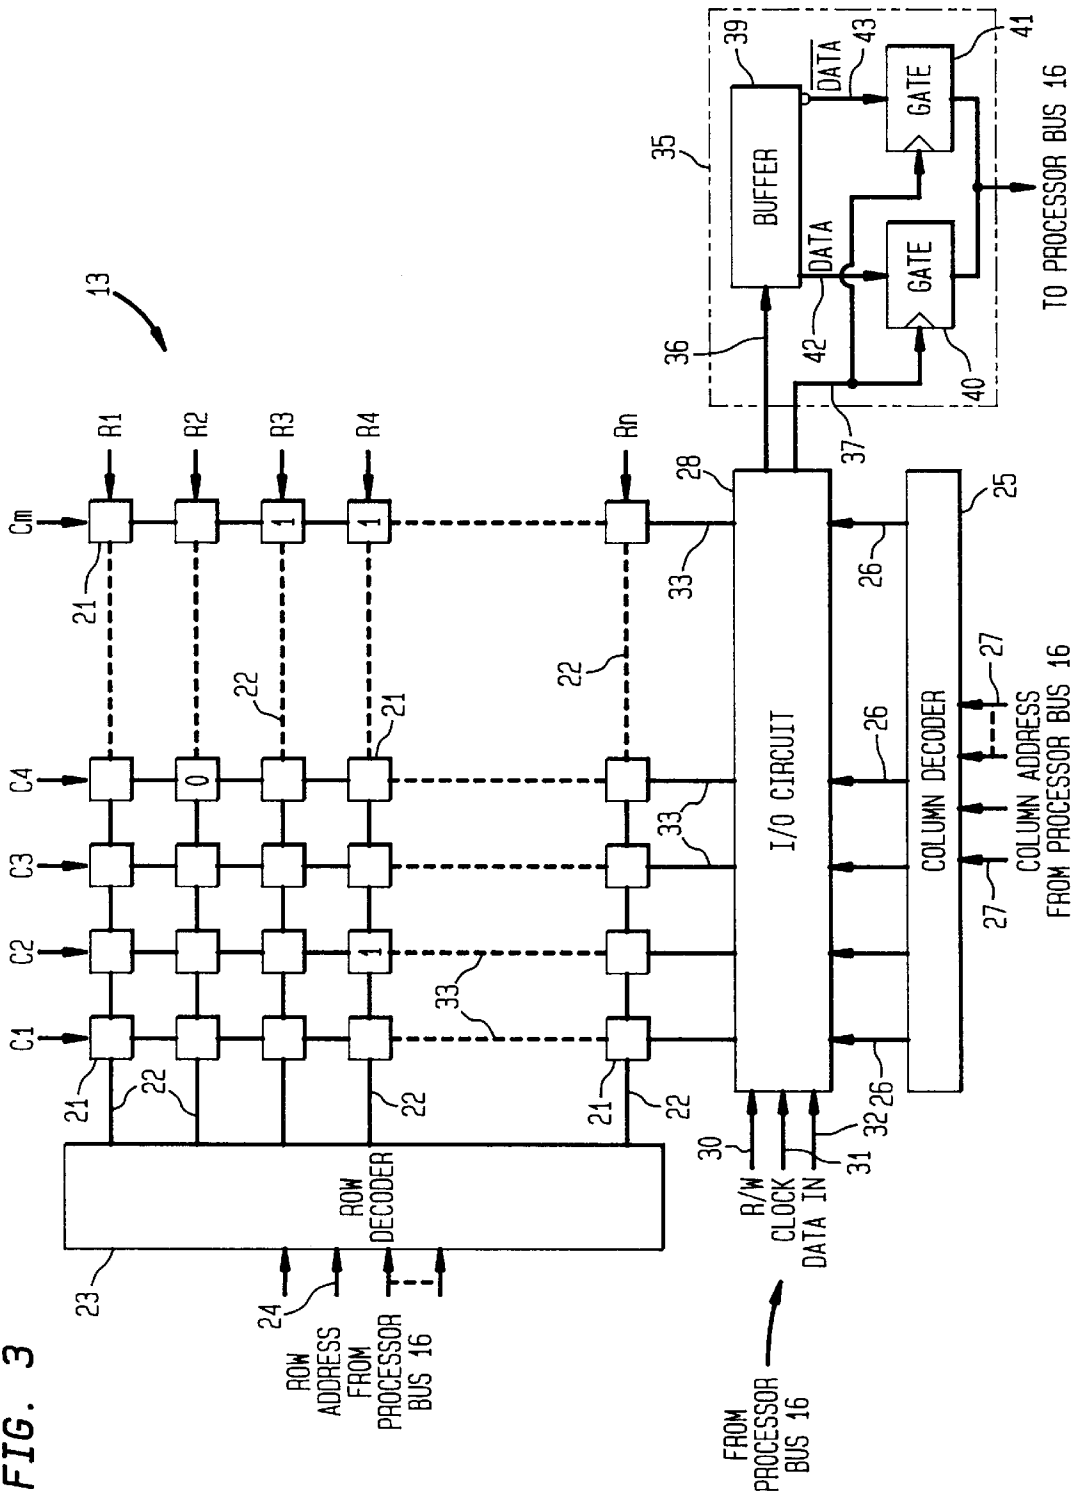 FIG. 3
13
C1
C2
C3
C4
Cm
R1
R2
R3
R4
Rn
21
21
22
22
0
1
1
1
22
21
22
33
21
22
22
33
33
23
ROW
DECODER
24
ROW
ADDRESS
FROM
PROCESSOR
BUS 16
28
I/O CIRCUIT
30
R/W
31
CLOCK
32
DATA IN
FROM
PROCESSOR
BUS 16
26
26
26
25
COLUMN DECODER
27
27
COLUMN ADDRESS
FROM PROCESSOR BUS 16
35
36
37
39
BUFFER
DATA
42
DATA
43
GATE
40
GATE
41
TO PROCESSOR BUS 16